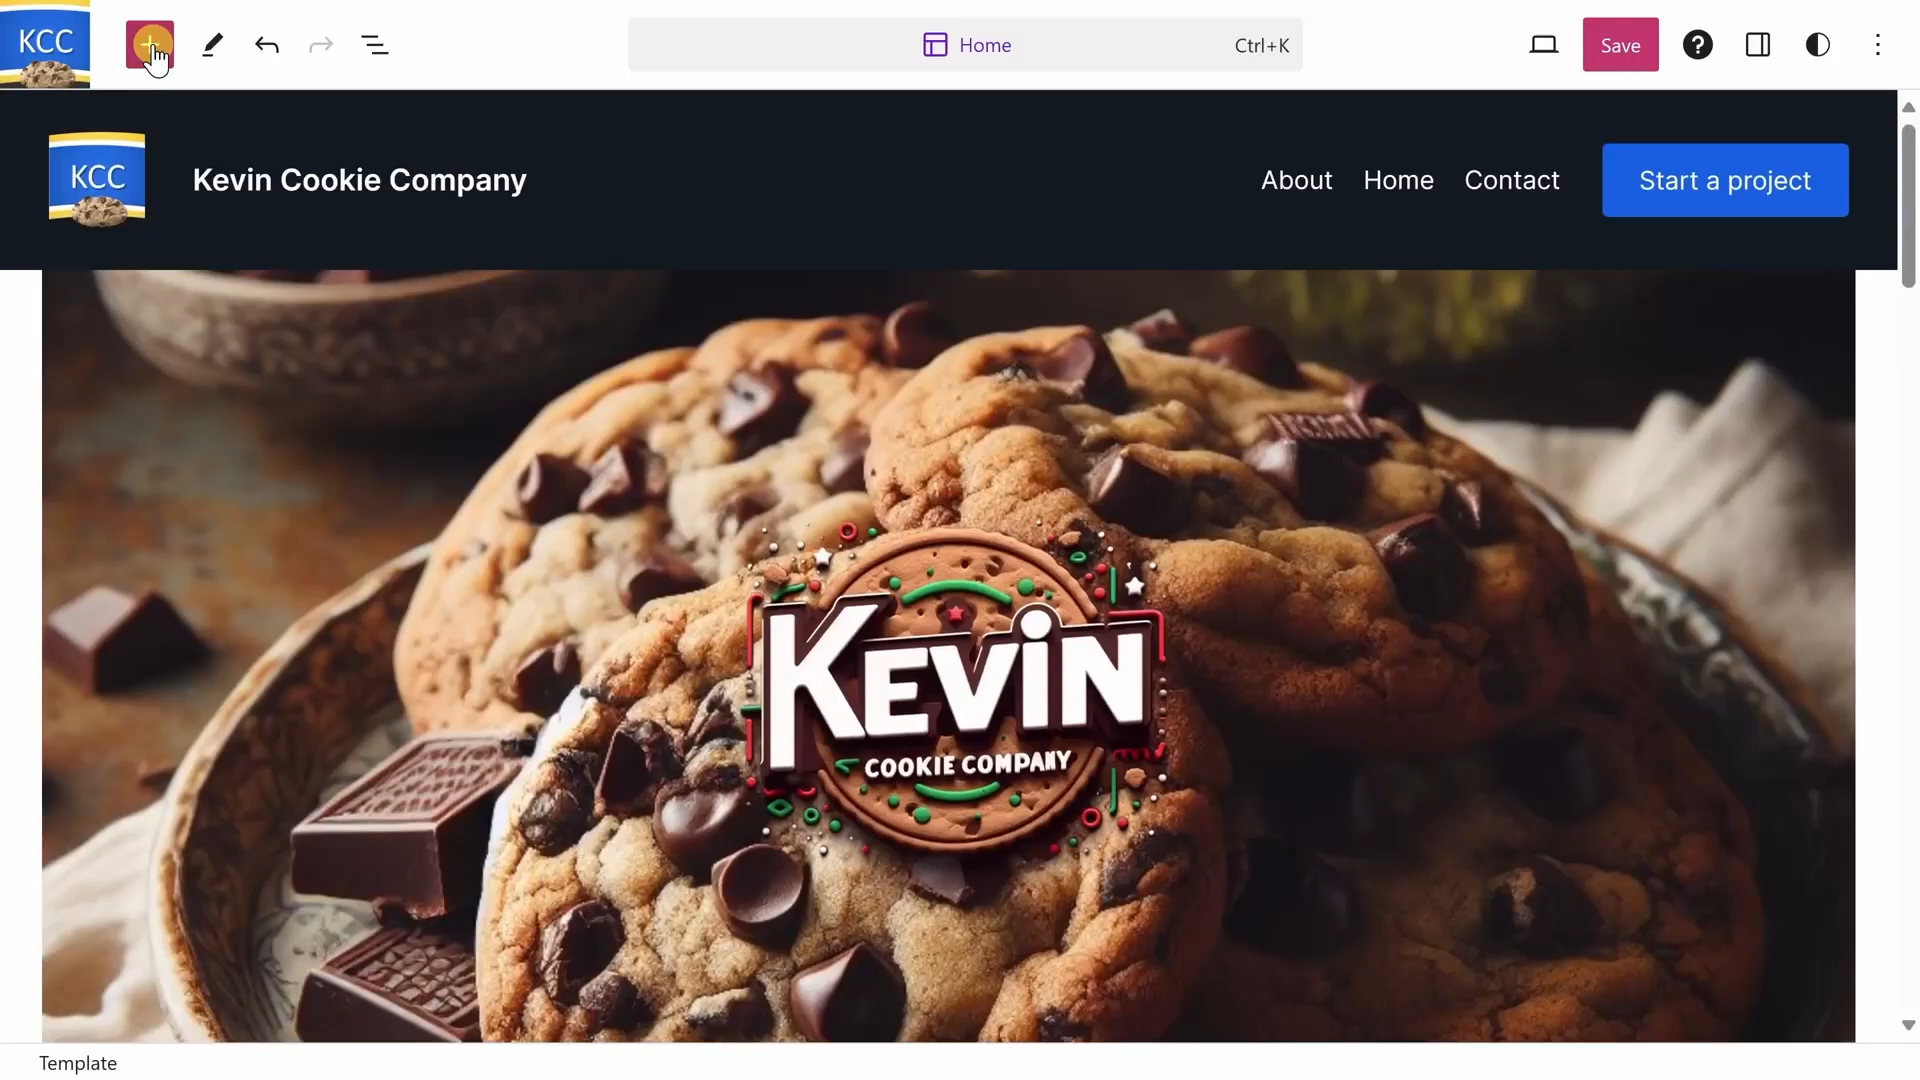 KCC
Home
Ctrl+K
Save
KCC
Kevin Cookie Company
About
Home
Contact
Start a project
KEViN
COOKIE COMPANY
Template